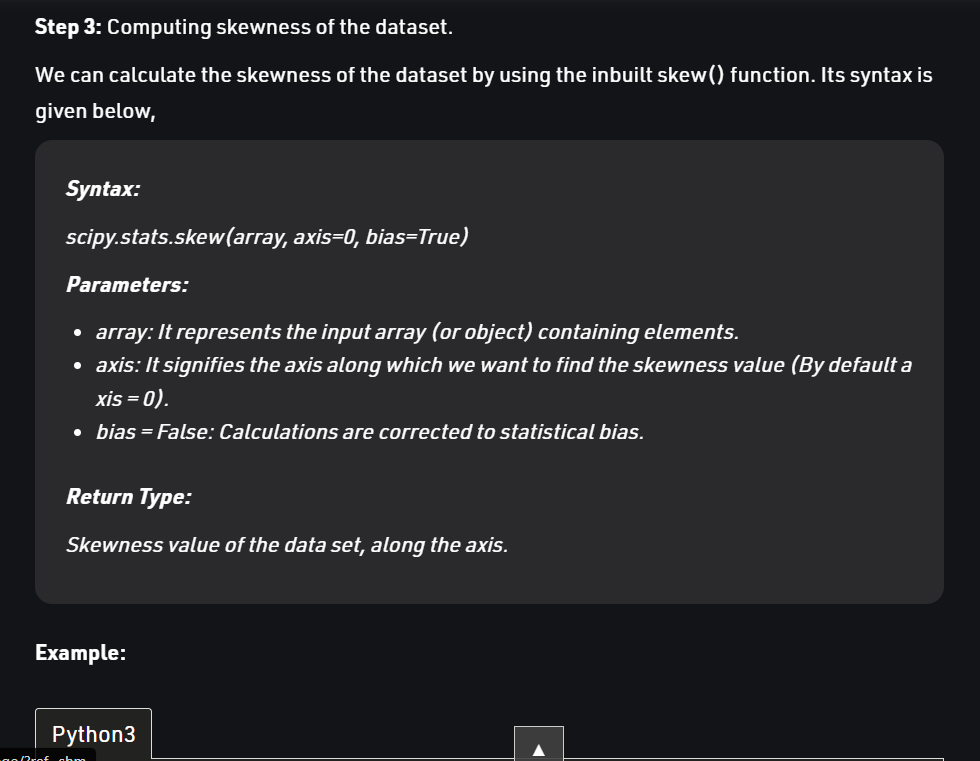 Step 3: Computing skewness of the dataset.
We can calculate the skewness of the dataset by using the inbuilt skew() function. Its syntax is
given below,
Syntax:
scipy.stats.skew(array, axis=0, bias=True)
Parameters:
• array: It represents the input array (or object) containing elements.
• axis: It signifies the axis along which we want to find the skewness value (By default a
xis = 0).
• bias = False: Calculations are corrected to statistical bias.
Return Type:
Skewness value of the data set, along the axis.
Example:
Python3
▲